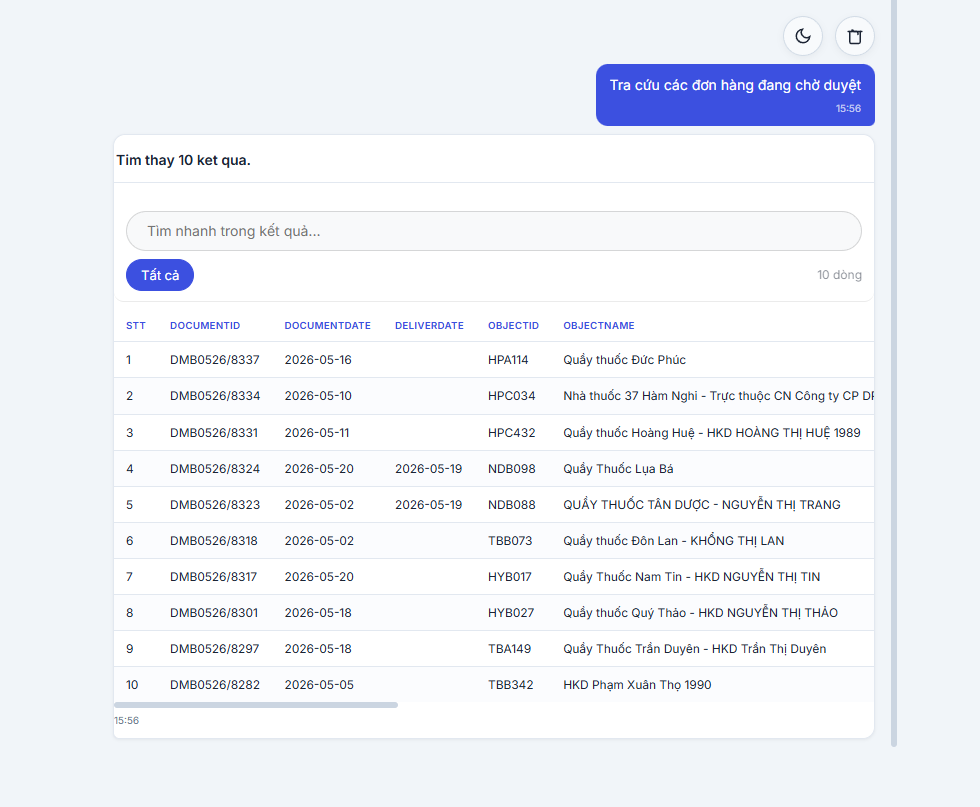 Tra cứu các đơn hàng đang chờ duyệt
15:56
Tim thay 10 ket qua.
Tìm nhanh trong kết quả...
Tất cả
10 dòng
STT DOCUMENTID DOCUMENTDATE DELIVERDATE OBJECTID OBJECTNAME
1 DMB0526/8337 2026-05-16 HPA114 Quầy thuốc Đức Phúc
2 DMB0526/8334 2026-05-10 HPC034 Nhà thuốc 37 Hàm Nghi - Trực thuộc CN Công ty CP
3 DMB0526/8331 2026-05-11 HPC432 Quầy thuốc Hoàng Huệ - HKD HOÀNG THỊ HUỆ 1989
4 DMB0526/8324 2026-05-20 2026-05-19 NDB098 Quầy Thuốc Lụa Bá
5 DMB0526/8323 2026-05-02 2026-05-19 NDB088 QUẦY THUỐC TÂN DƯỢC - NGUYỄN THỊ TRANG
6 DMB0526/8318 2026-05-02 TBB073 Quầy thuốc Đôn Lan - KHỔNG THỊ LAN
7 DMB0526/8317 2026-05-20 HYB017 Quầy Thuốc Nam Tin - HKD NGUYỄN THỊ TIN
8 DMB0526/8301 2026-05-18 HYB027 Quầy thuốc Quý Thảo - HKD NGUYỄN THỊ THẢO
9 DMB0526/8297 2026-05-18 TBA149 Quầy Thuốc Trần Duyên - HKD Trần Thị Duyên
10 DMB0526/8282 2026-05-05 TBB342 HKD Phạm Xuân Thọ 1990
15:56